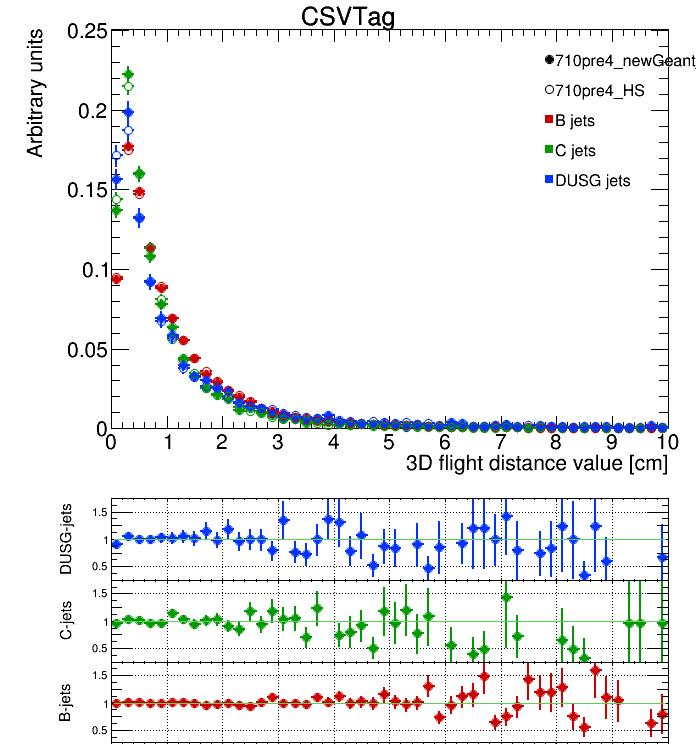 CSVTag
Arbitrary units
0.25
0.2
0.15
0.1
0.05
0
710pre4_newGeant_
710pre4_HS
B jets
C jets
DUSG jets
0 1 2 3 4 5 6 7 8 9 10
3D flight distance value [cm]
DUSG-jets
1.5
1
0.5
C-jets
1.5
1
0.5
B-jets
1.5
1
0.5